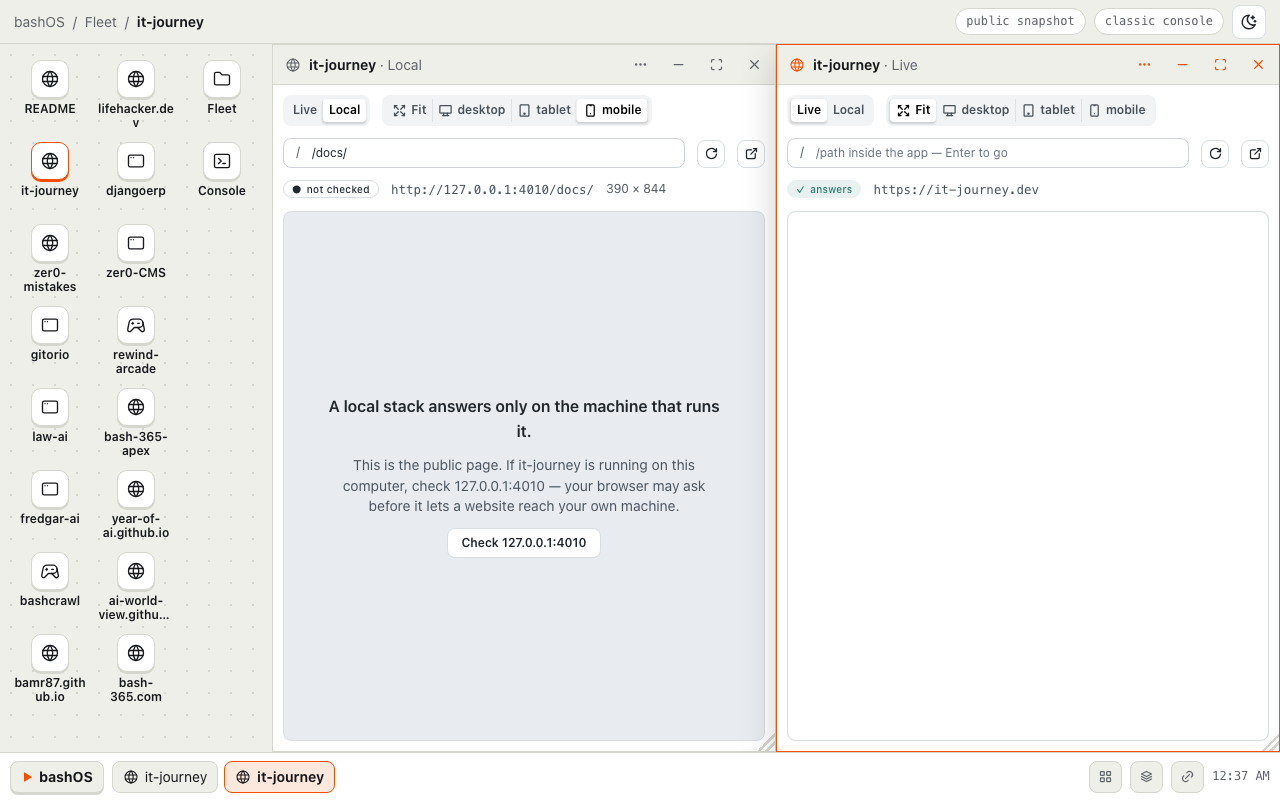 bashOS / Fleet / it-journey
public snapshot
classic console
README
lifehacker.de
v
Fleet
it-journey
djangoerp
Console
zer0-
mistakes
zer0-CMS
gitorio
rewind-
arcade
law-ai
bash-365-
apex
fredgar-ai
year-of-
ai.github.io
bashcrawl
ai-world-
view.githu...
bamr87.gith
ub.io
bash-
365.com
it-journey · Local
Live Local Fit desktop tablet mobile
/ /docs/
not checked http://127.0.0.1:4010/docs/ 390 × 844
A local stack answers only on the machine that runs
it.
This is the public page. If it-journey is running on this
computer, check 127.0.0.1:4010 — your browser may ask
before it lets a website reach your own machine.
Check 127.0.0.1:4010
it-journey · Live
Live Local Fit desktop tablet mobile
/ /path inside the app — Enter to go
answers https://it-journey.dev
bashOS
it-journey
it-journey
12:37 AM